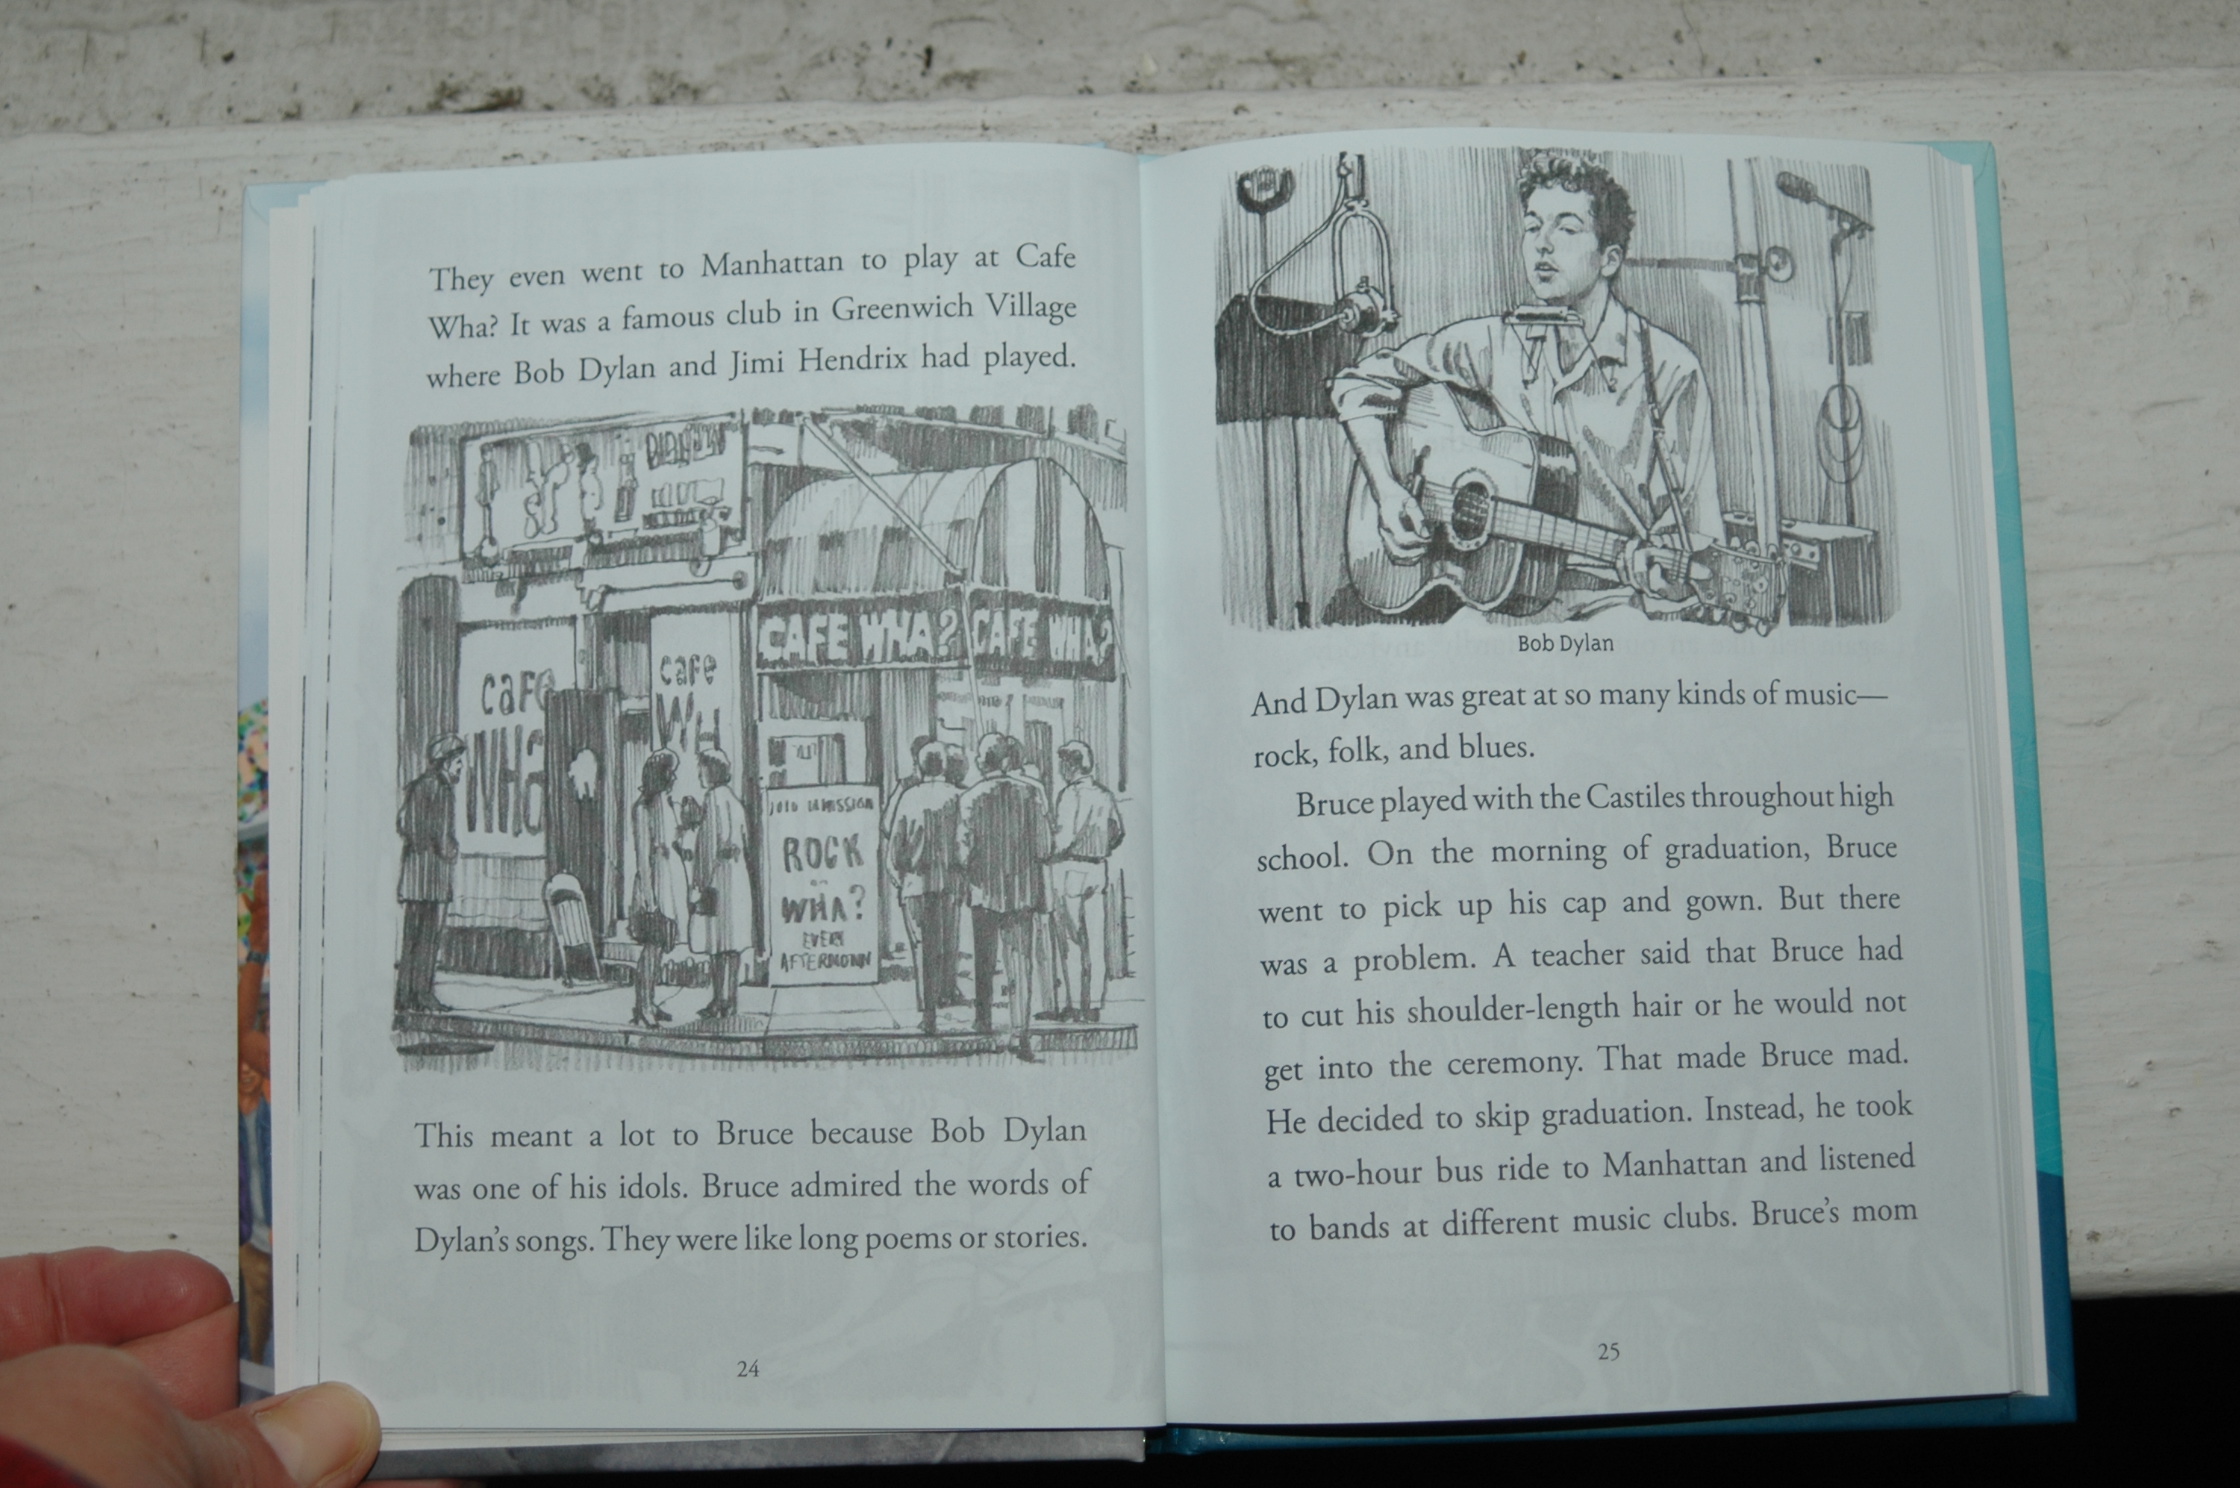 They even went to Manhattan to play at Cafe
Wha? It was a famous club in Greenwich Village
where Bob Dylan and Jimi Hendrix had played.
CAFE WHA? CAFE WHA?
cafe
WHa
cafe
WH
ROCK
WHA?
EVERY
AFTERNOON
This meant a lot to Bruce because Bob Dylan
was one of his idols. Bruce admired the words of
Dylan's songs. They were like long poems or stories.
24
Bob Dylan
And Dylan was great at so many kinds of music—
rock, folk, and blues.
Bruce played with the Castiles throughout high
school. On the morning of graduation, Bruce
went to pick up his cap and gown. But there
was a problem. A teacher said that Bruce had
to cut his shoulder-length hair or he would not
get into the ceremony. That made Bruce mad.
He decided to skip graduation. Instead, he took
a two-hour bus ride to Manhattan and listened
to bands at different music clubs. Bruce's mom
25